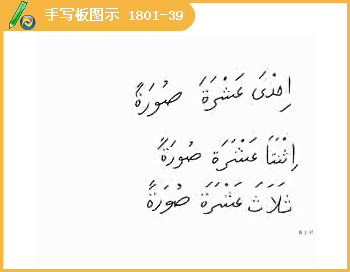 手写板图示 1801-39
اِحْدَى عَشْرَةَ صُورَةً
اِثْنَتَا عَشَرَة صُورَةً
ثَلَاثَ عَشَرَةَ صُورَةً